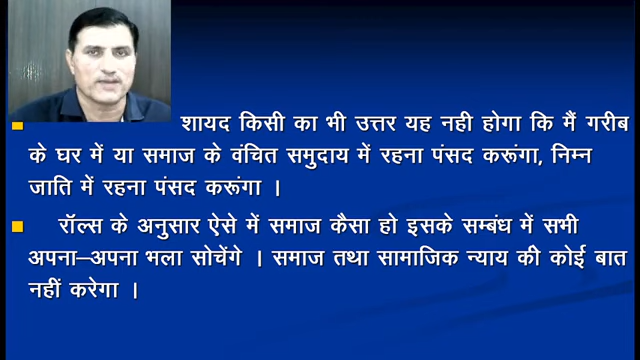 शायद किसी का भी उत्तर यह नही होगा कि मैं गरीब
के घर में या समाज के वंचित समुदाय में रहना पंसद करूंगा, निम्न
जाति में रहना पंसद करूंगा ।
रॉल्स के अनुसार ऐसे में समाज कैसा हो इसके सम्बंध में सभी
अपना–अपना भला सोचेंगे । समाज तथा सामाजिक न्याय की कोई बात
नहीं करेगा ।